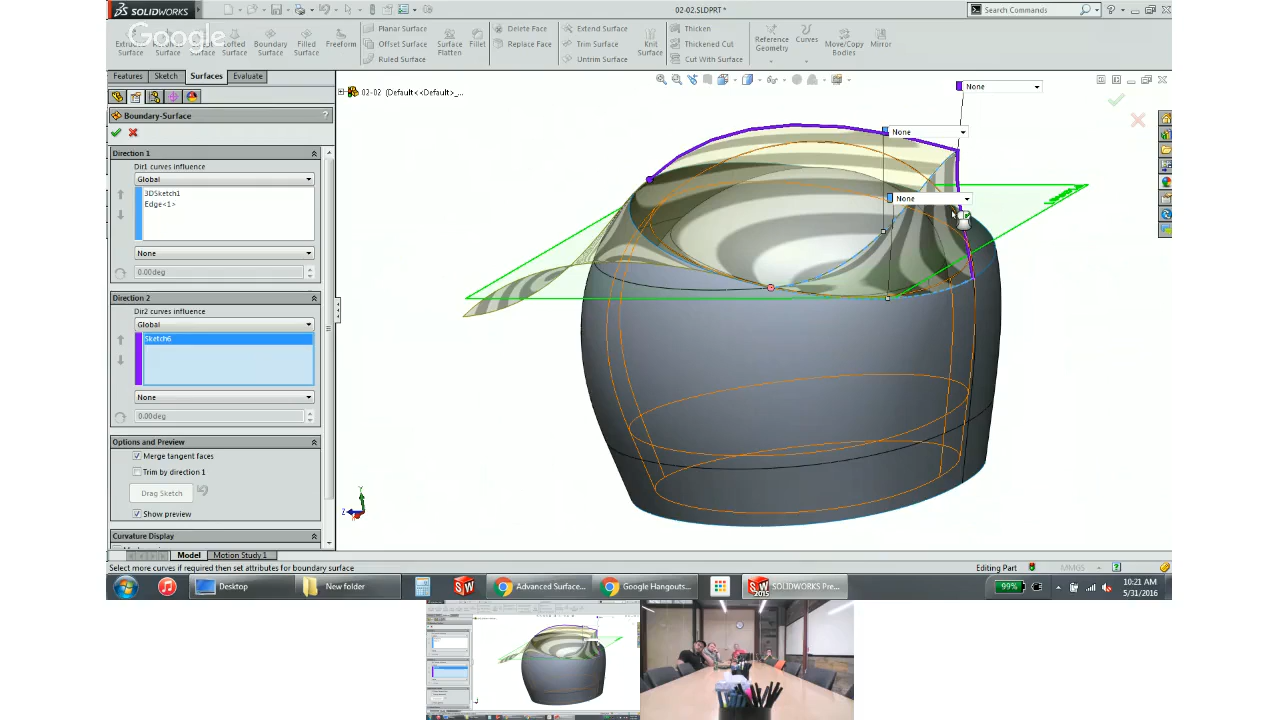 SOLIDWORKS
02-02.SLDPRT *
Search Commands
Google
Lofted Surface
Boundary Surface
Filled Surface
Freeform
Planar Surface
Offset Surface
Ruled Surface
Surface Flatten
Fillet
Delete Face
Replace Face
Extend Surface
Trim Surface
Untrim Surface
Knit Surface
Thicken
Thickened Cut
Cut With Surface
Reference Geometry
Curves
Move/Copy Bodies
Mirror
Features
Sketch
Surfaces
Evaluate
02-02 (Default<<Default>_...
Boundary-Surface
?
Direction 1
Dir1 curves influence
Global
3DSketch1
Edge<1>
None
0.00deg
Direction 2
Dir2 curves influence
Global
Sketch6
None
0.00deg
Options and Preview
Merge tangent faces
Trim by direction 1
Drag Sketch
Show preview
Curvature Display
None
None
None
Y
Z
Model
Motion Study 1
Select more curves if required then set attributes for boundary surface
Editing Part
MMGS
Desktop
New folder
Advanced Surface...
Google Hangouts...
SOLIDWORKS Pre...
2015
99%
10:21 AM
5/31/2016